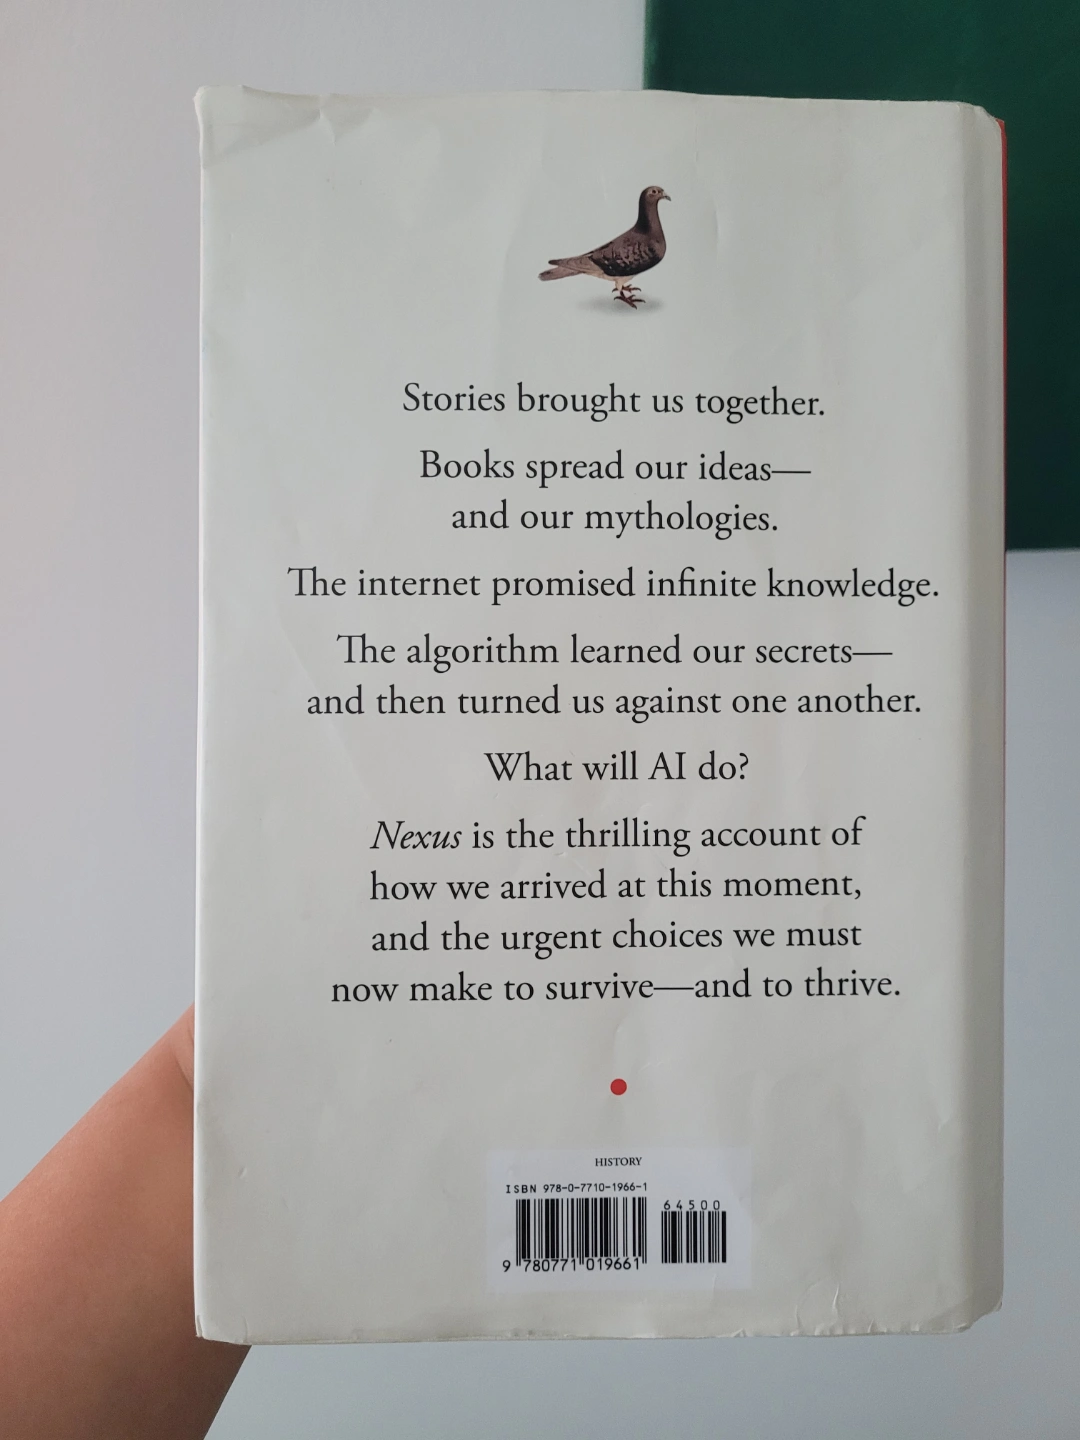 Stories brought us together.
Books spread our ideas—
and our mythologies.
The internet promised infinite knowledge.
The algorithm learned our secrets—
and then turned us against one another.
What will AI do?
Nexus is the thrilling account of
how we arrived at this moment,
and the urgent choices we must
now make to survive—and to thrive.
HISTORY
ISBN 978-0-7710-1966-1
64500
9 780771 019661